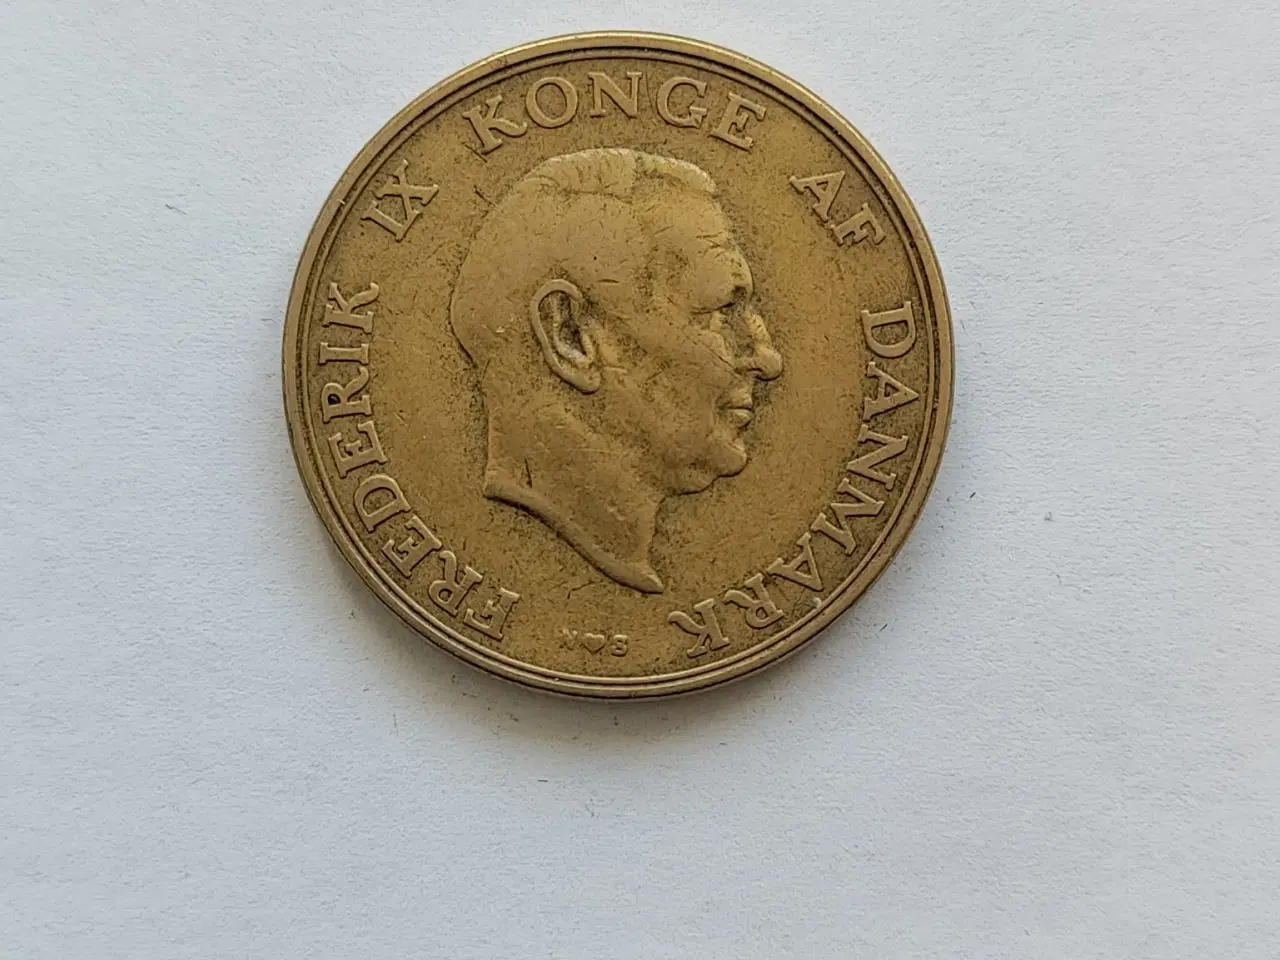 FREDERIK IX KONGE AF DANMARK
N♥S